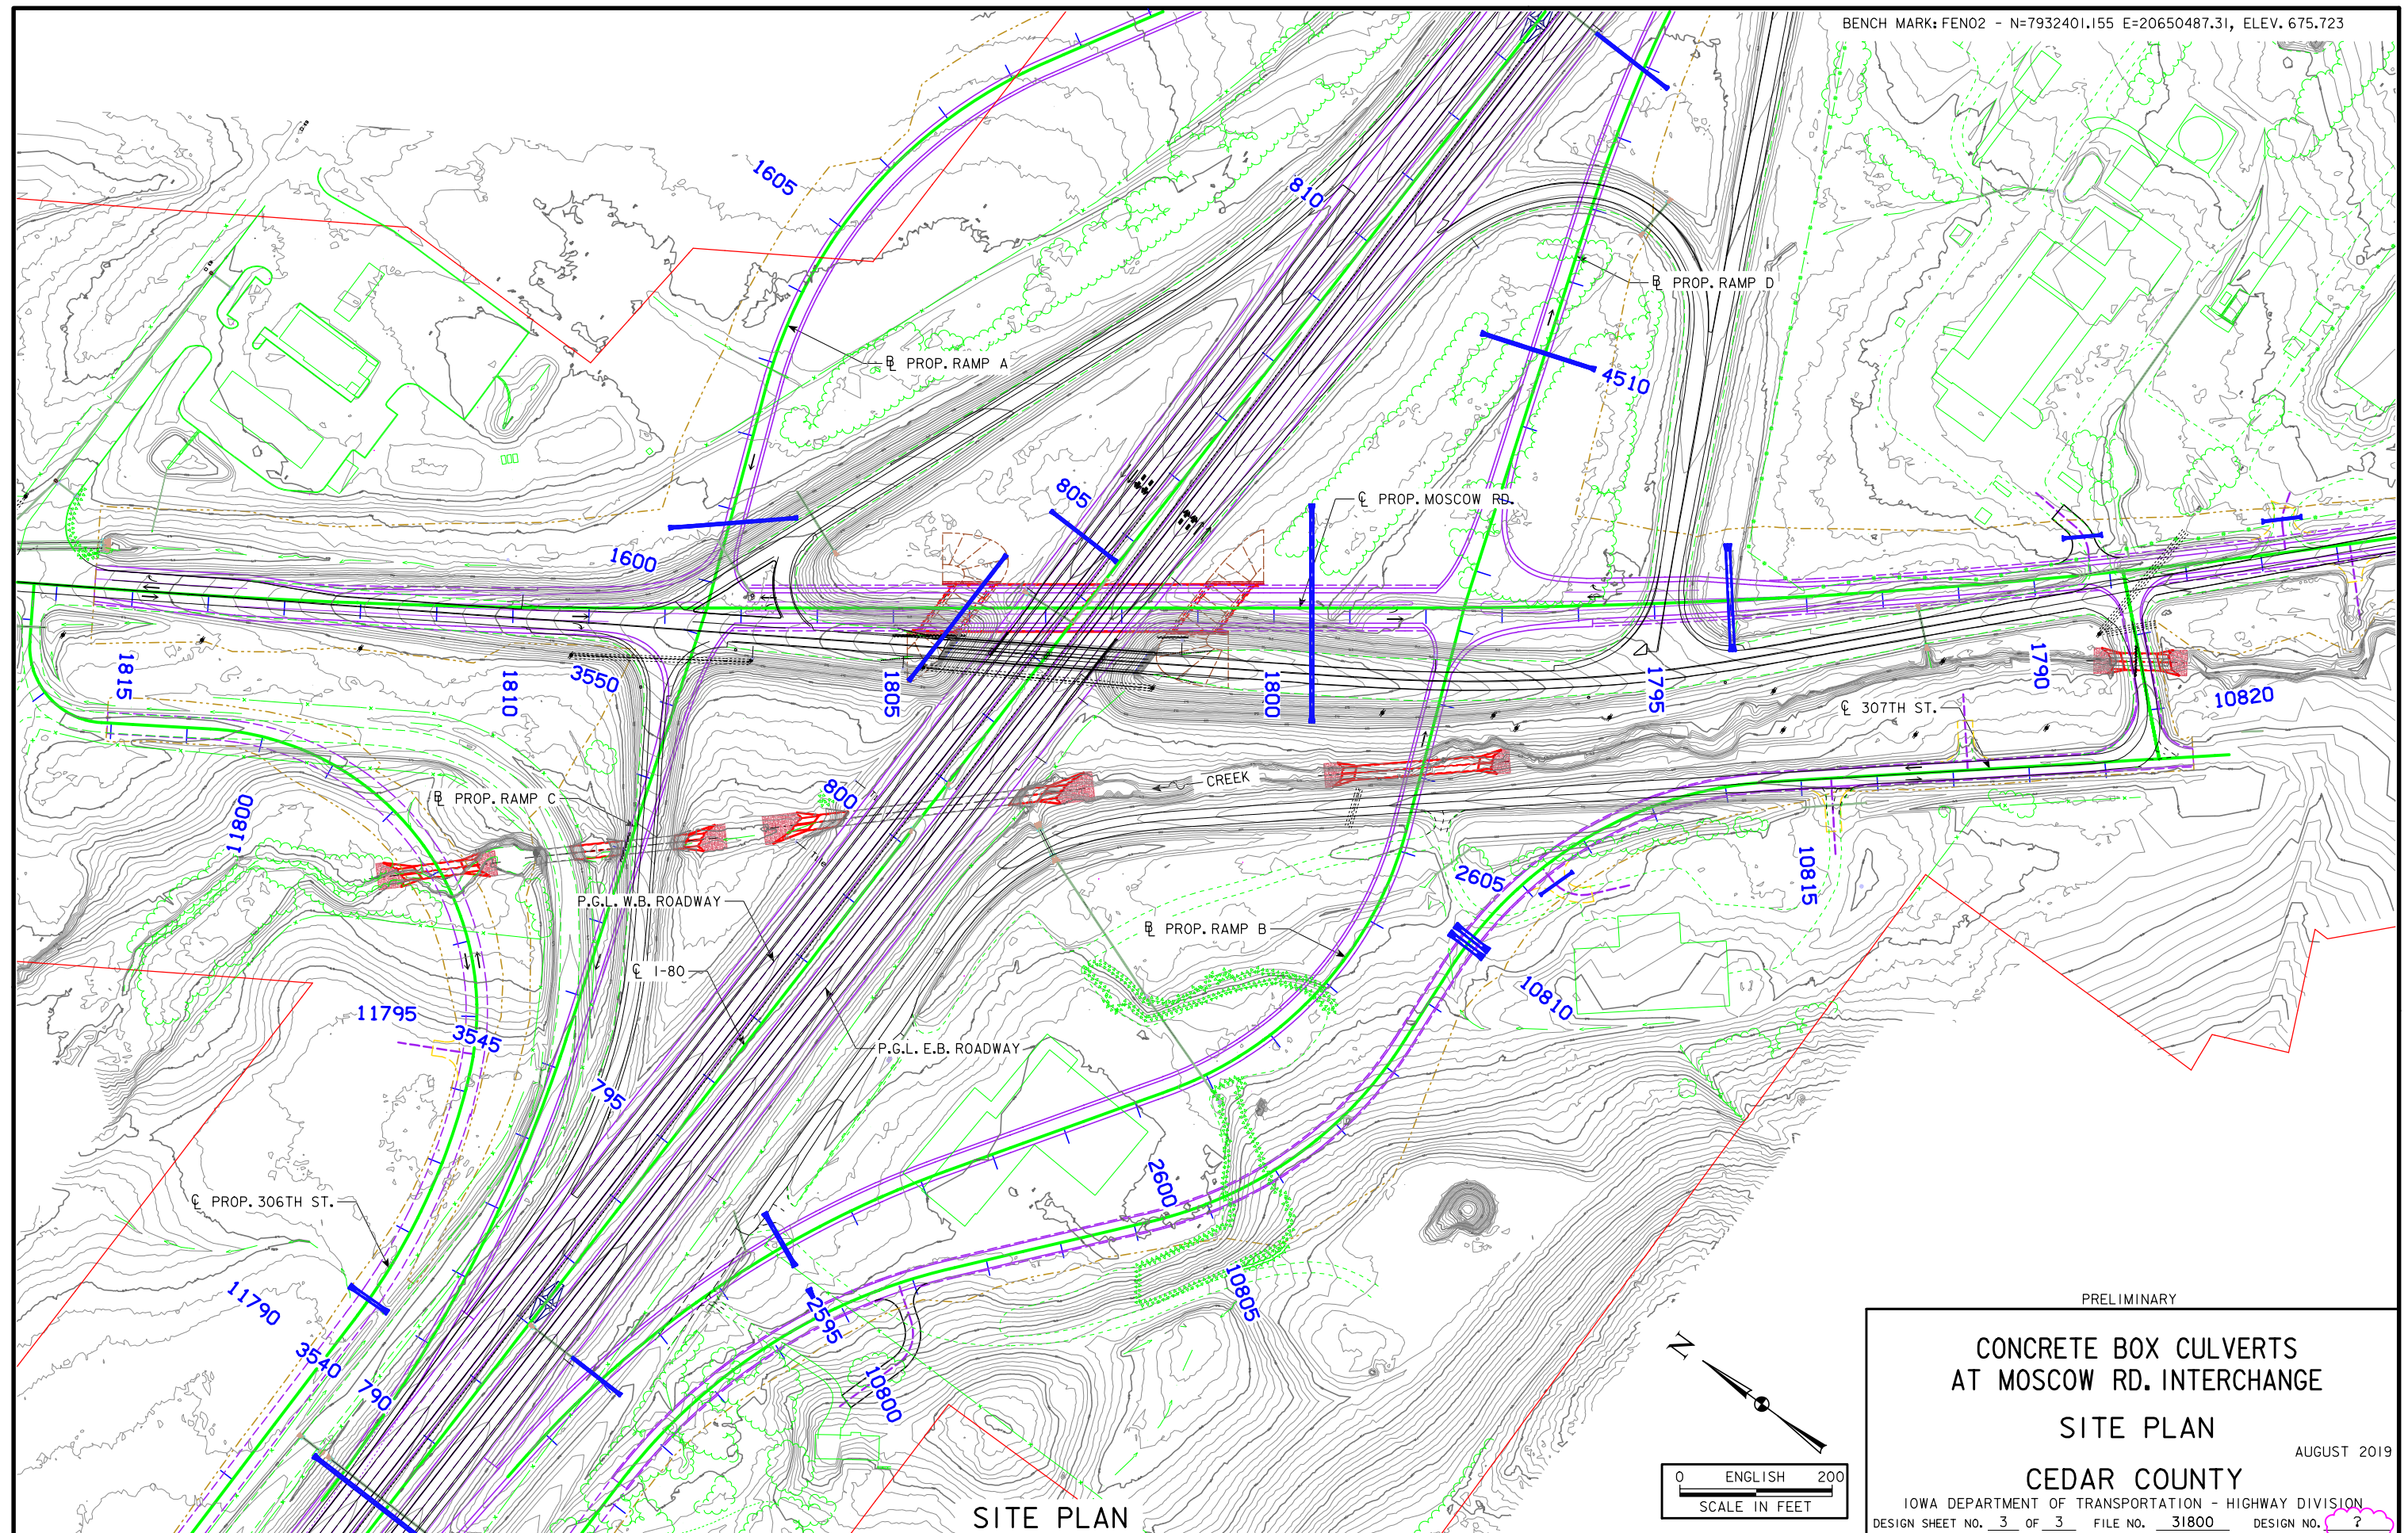 BENCH MARK: FEN02 - N=7932401.155 E=20650487.31, ELEV. 675.723
1605
810
℄ PROP. RAMP D
BL PROP. RAMP A
4510
805
℄ PROP. MOSCOW RD.
1600
1815
1810
3550
1805
1800
1795
1790
10820
℄ 307TH ST.
CREEK
800
BL PROP. RAMP C
11800
2605
10815
P.G.L. W.B. ROADWAY
BL PROP. RAMP B
℄ I-80
10810
11795
3545
P.G.L. E.B. ROADWAY
795
2600
℄ PROP. 306TH ST.
11790
10805
2595
3540
790
10800
N
0 ENGLISH 200
SCALE IN FEET
SITE PLAN
PRELIMINARY
CONCRETE BOX CULVERTS
AT MOSCOW RD. INTERCHANGE
SITE PLAN
AUGUST 2019
CEDAR COUNTY
IOWA DEPARTMENT OF TRANSPORTATION - HIGHWAY DIVISION
DESIGN SHEET NO. 3 OF 3 FILE NO. 31800 DESIGN NO. ?